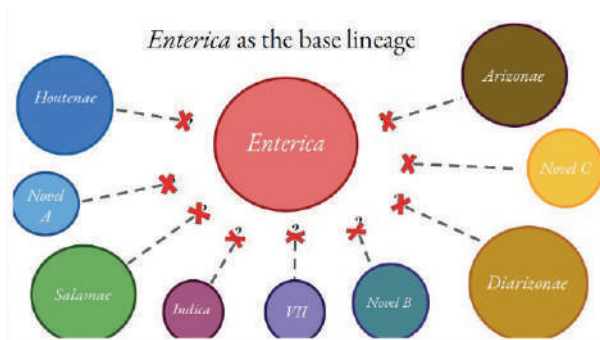 Enterica as the base lineage
Houtenae
Arizonae
Enterica
Novel C
Novel
A
Salamae
Indica
VII
Novel B
Diarizonae